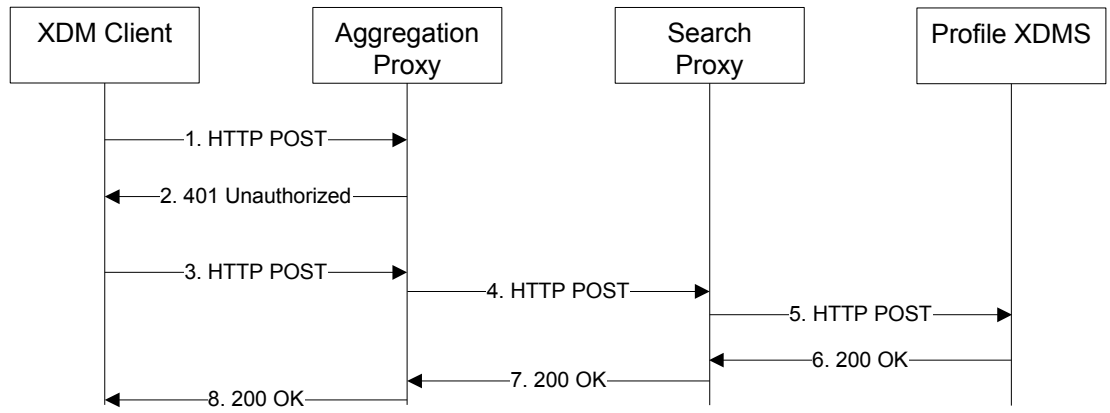 XDM Client
Aggregation
Proxy
Search
Proxy
Profile XDMS
1. HTTP POST
2. 401 Unauthorized
3. HTTP POST
4. HTTP POST
5. HTTP POST
6. 200 OK
7. 200 OK
8. 200 OK